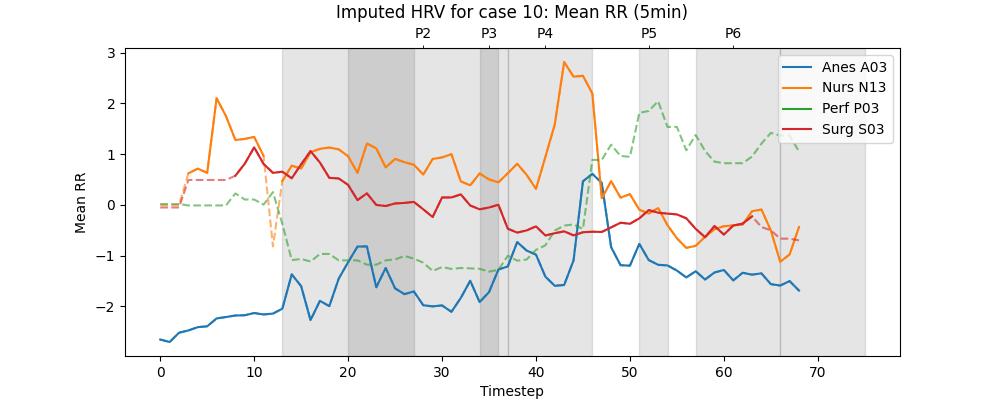 Imputed HRV for case 10: Mean RR (5min)
P2 P3 P4 P5 P6
Anes A03
Nurs N13
Perf P03
Surg S03
Mean RR
3
2
1
0
−1
−2
0 10 20 30 40 50 60 70
Timestep